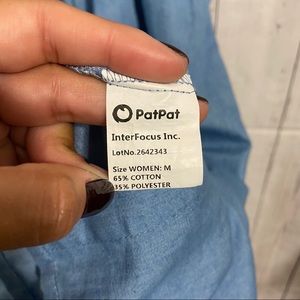 PatPat
InterFocus Inc.
LotNo.2642343
Size WOMEN: M
65% COTTON
35% POLYESTER